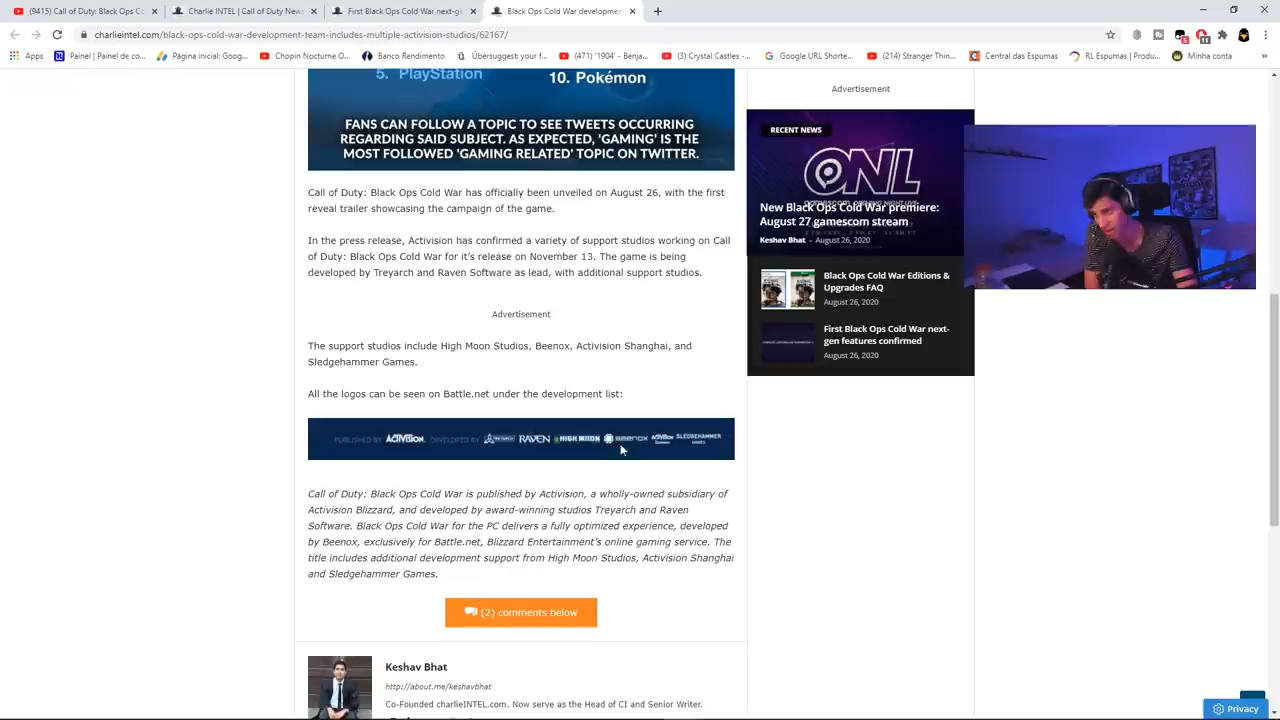 (9415) Call of Duty: Black Ops Co
Charlie INTEL | Call of Duty News
First Black Ops Cold War next-g
Black Ops Cold War developmen
charlieintel.com/black-ops-cold-war-development-team-includes-multiple-activision-studios/62167/
Apps
Painel | Painel de co...
Página inicial: Goog...
Chopin Nocturne O...
Banco Rendimento
Übersuggest: your f...
(471) '1904' - Benja...
(3) Crystal Castles -...
Google URL Shorte...
(214) Stranger Thin...
Central das Espumas
RL Espumas | Produ...
Minha conta
5. PlayStation
10. Pokémon
FANS CAN FOLLOW A TOPIC TO SEE TWEETS OCCURRING
REGARDING SAID SUBJECT. AS EXPECTED, 'GAMING' IS THE
MOST FOLLOWED 'GAMING RELATED' TOPIC ON TWITTER.
Call of Duty: Black Ops Cold War has officially been unveiled on August 26, with the first
reveal trailer showcasing the campaign of the game.
In the press release, Activision has confirmed a variety of support studios working on Call
of Duty: Black Ops Cold War for it's release on November 13. The game is being
developed by Treyarch and Raven Software as lead, with additional support studios.
Advertisement
The support studios include High Moon Studios, Beenox, Activision Shanghai, and
Sledgehammer Games.
All the logos can be seen on Battle.net under the development list:
PUBLISHED BY ACTIVISION DEVELOPED BY TREYARCH RAVEN HIGH MOON BEENOX ACTIVISION SLEDGEHAMMER
Call of Duty: Black Ops Cold War is published by Activision, a wholly-owned subsidiary of
Activision Blizzard, and developed by award-winning studios Treyarch and Raven
Software. Black Ops Cold War for the PC delivers a fully optimized experience, developed
by Beenox, exclusively for Battle.net, Blizzard Entertainment's online gaming service. The
title includes additional development support from High Moon Studios, Activision Shanghai
and Sledgehammer Games.
(2) comments below
Keshav Bhat
http://about.me/keshavbhat
Co-Founded charlieINTEL.com. Now serve as the Head of CI and Senior Writer.
Advertisement
RECENT NEWS
ONL
New Black Ops Cold War premiere:
August 27 gamescom stream
Keshav Bhat - August 26, 2020
Black Ops Cold War Editions &
Upgrades FAQ
August 26, 2020
First Black Ops Cold War next-
gen features confirmed
August 26, 2020
Privacy